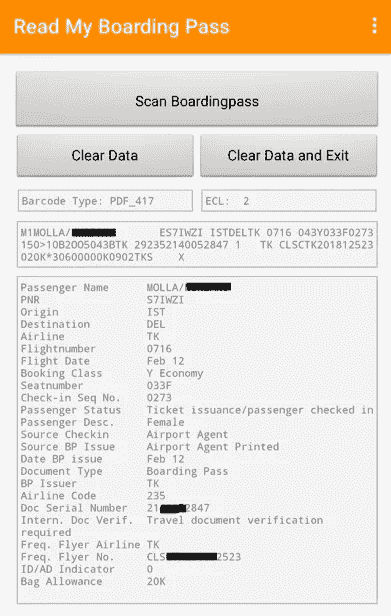 Read My Boarding Pass
Scan Boardingpass
Clear Data
Clear Data and Exit
Barcode Type: PDF_417
ECL: 2
M1MOLLA/ ES7IWZI ISTDELTK 0716 043Y033F0273
150>10B2OO5043BTK 292352140052847 1 TK CLSCTK201812523
020K*30600000K0902TKS X
Passenger Name MOLLA/
PNR S7IWZI
Origin IST
Destination DEL
Airline TK
Flightnumber 0716
Flight Date Feb 12
Booking Class Y Economy
Seatnumber 033F
Check-in Seq No. 0273
Passenger Status Ticket issuance/passenger checked in
Passenger Desc. Female
Source Checkin Airport Agent
Source BP Issue Airport Agent Printed
Date BP issue Feb 12
Document Type Boarding Pass
BP Issuer TK
Airline Code 235
Doc Serial Number 21 2847
Intern. Doc Verif. Travel document verification
required
Freq. Flyer Airline TK
Freq. Flyer No. CLS 2523
ID/AD Indicator 0
Bag Allowance 20K